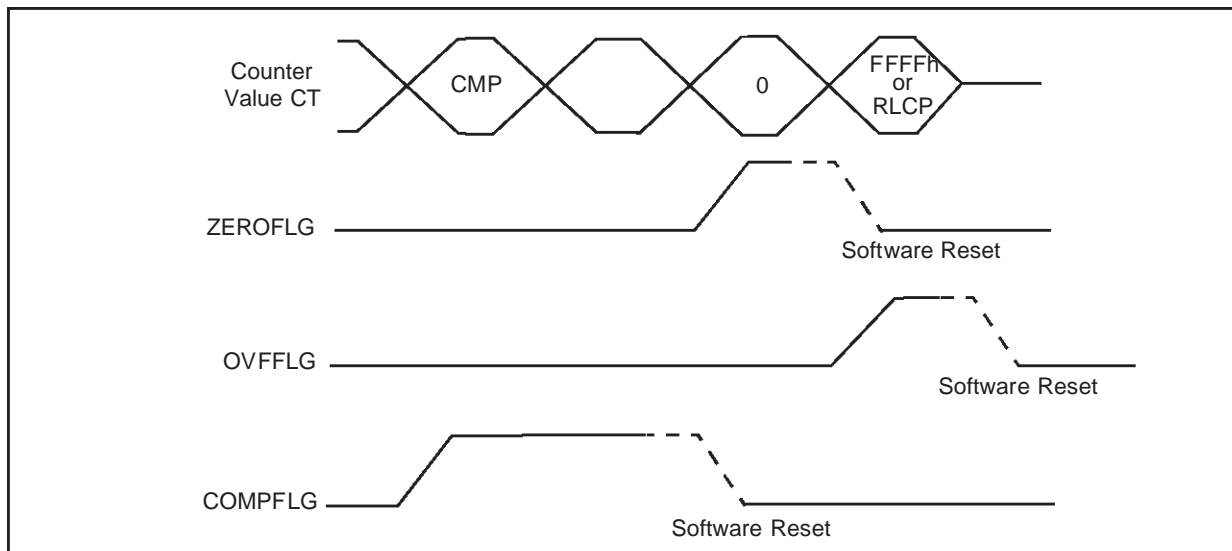 Counter
Value CT
CMP
0
FFFFh
or
RLCP
ZEROFLG
Software Reset
OVFFLG
Software Reset
COMPFLG
Software Reset